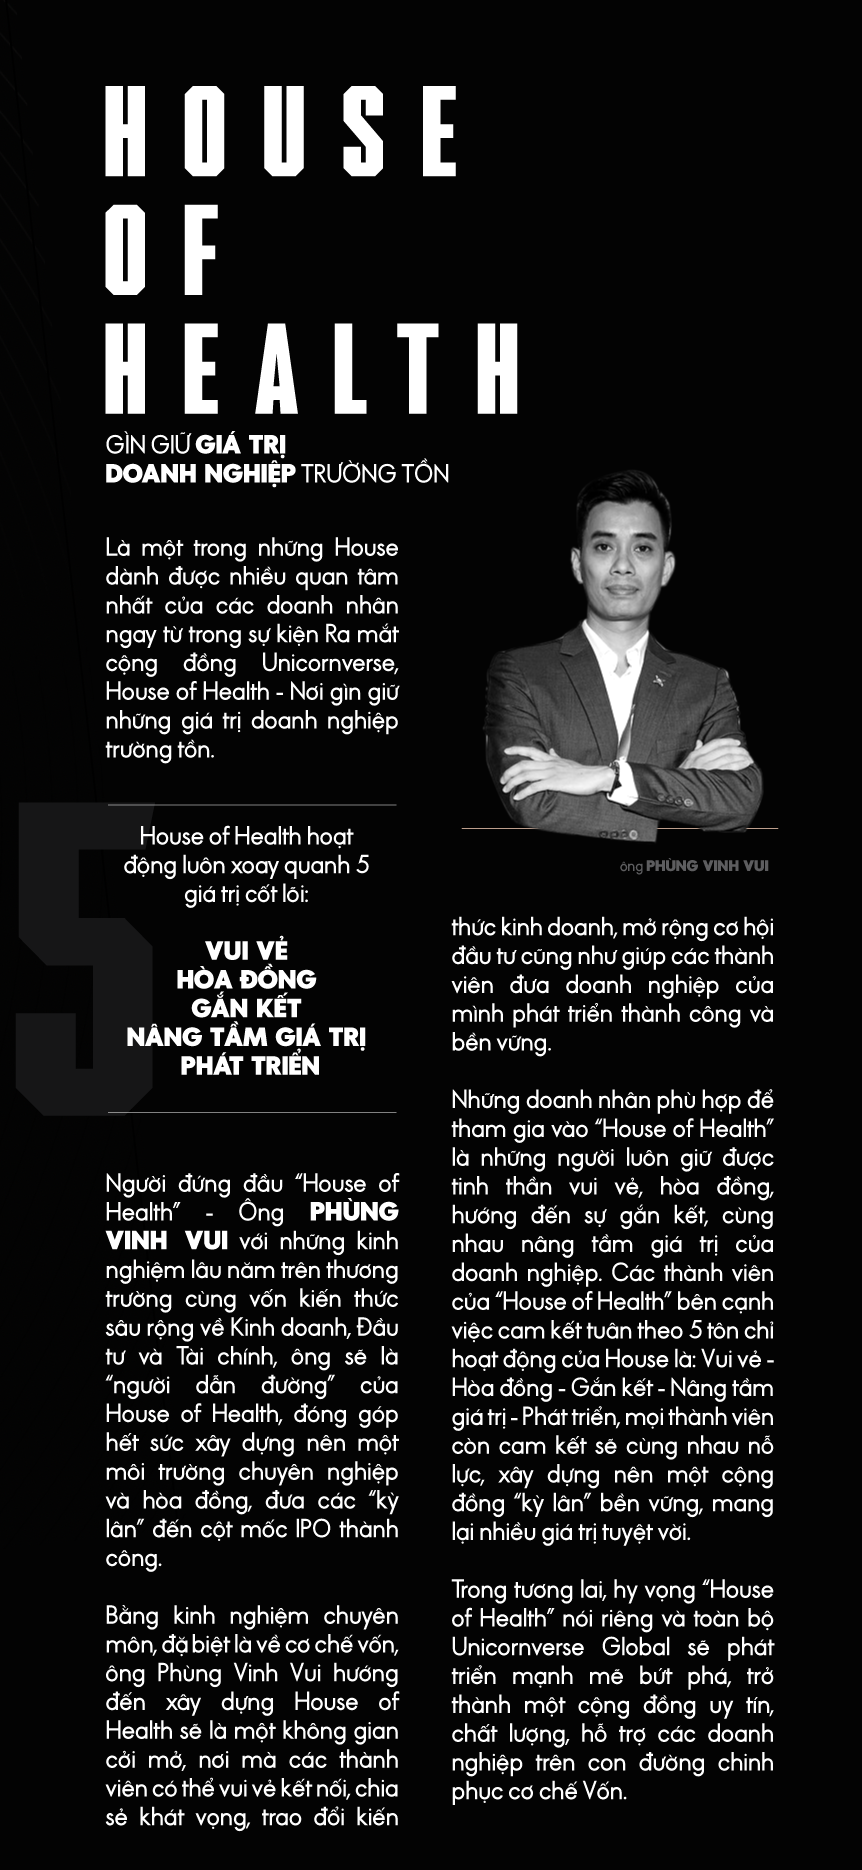 HOUSE
OF
HEALTH
GÌN GIỮ GIÁ TRỊ
DOANH NGHIỆP TRƯỜNG TỒN
Là một trong những House
dành được nhiều quan tâm
nhất của các doanh nhân
ngay từ trong sự kiện Ra mắt
cộng đồng Unicornverse,
House of Health - Nơi gìn giữ
những giá trị doanh nghiệp
trường tồn.
5
House of Health hoạt
động luôn xoay quanh 5
giá trị cốt lõi:
VUI VẺ
HÒA ĐỒNG
GẮN KẾT
NÂNG TẦM GIÁ TRỊ
PHÁT TRIỂN
Người đứng đầu “House of
Health” - Ông PHÙNG
VINH VUI với những kinh
nghiệm lâu năm trên thương
trường cùng vốn kiến thức
sâu rộng về Kinh doanh, Đầu
tư và Tài chính, ông sẽ là
“người dẫn đường” của
House of Health, đóng góp
hết sức xây dựng nên một
môi trường chuyên nghiệp
và hòa đồng, đưa các “kỳ
lân” đến cột mốc IPO thành
công.
Bằng kinh nghiệm chuyên
môn, đặ biệt là về cơ chế vốn,
ông Phùng Vinh Vui hướng
đến xây dựng House of
Health sẽ là một không gian
cởi mở, nơi mà các thành
viên có thể vui vẻ kết nối, chia
sẻ khát vọng, trao đổi kiến
ông PHÙNG VINH VUI
thức kinh doanh, mở rộng cơ hội
đầu tư cũng như giúp các thành
viên đưa doanh nghiệp của
mình phát triển thành công và
bền vững.
Những doanh nhân phù hợp để
tham gia vào “House of Health”
là những người luôn giữ được
tinh thần vui vẻ, hòa đồng,
hướng đến sự gắn kết, cùng
nhau nâng tầm giá trị của
doanh nghiệp. Các thành viên
của “House of Health” bên cạnh
việc cam kết tuân theo 5 tôn chỉ
hoạt động của House là: Vui vẻ -
Hòa đồng - Gắn kết - Nâng tầm
giá trị - Phát triển, mọi thành viên
còn cam kết sẽ cùng nhau nỗ
lực, xây dựng nên một cộng
đồng “kỳ lân” bền vững, mang
lại nhiều giá trị tuyệt vời.
Trong tương lai, hy vọng “House
of Health” nói riêng và toàn bộ
Unicornverse Global sẽ phát
triển mạnh mẽ bứt phá, trở
thành một cộng đồng uy tín,
chất lượng, hỗ trợ các doanh
nghiệp trên con đường chinh
phục cơ chế Vốn.